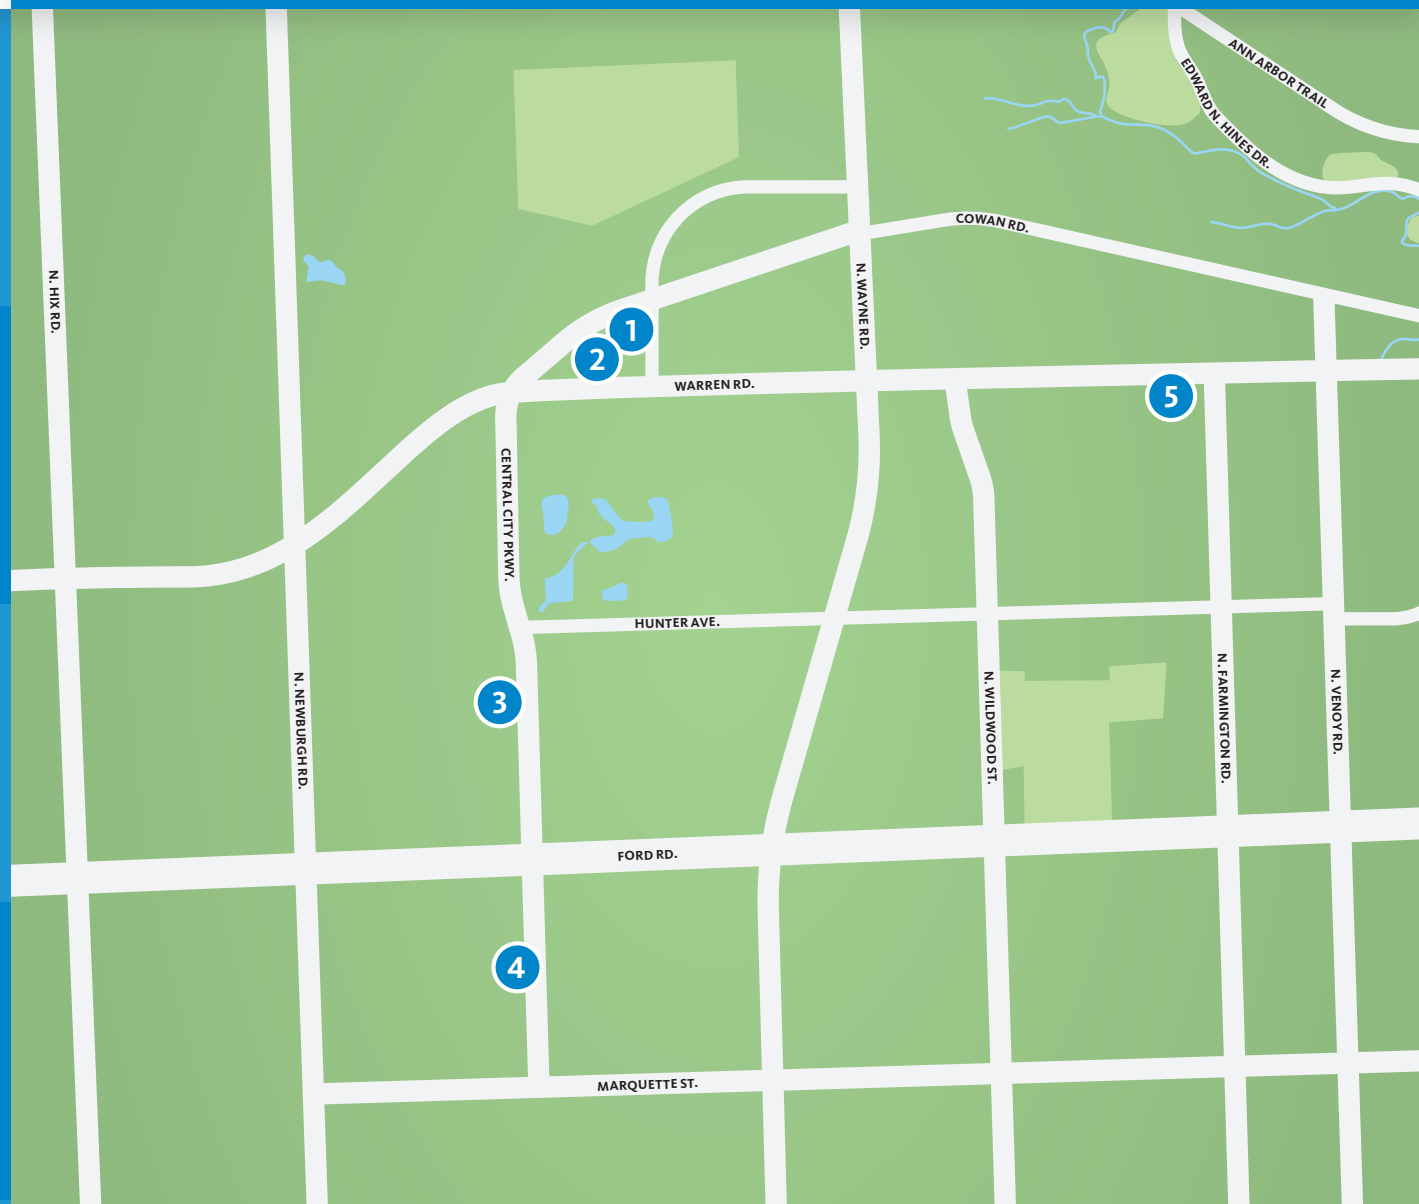 ANN ARBOR TRAIL
EDWARD N. HINES DR.
COWAN RD.
N. HIX RD.
N. WAYNE RD.
1
2
WARREN RD.
5
CENTRAL CITY PKWY.
HUNTER AVE.
N. NEWBURGH RD.
3
N. WILDWOOD ST.
N. FARMINGTON RD.
N. VENOY RD.
FORD RD.
4
MARQUETTE ST.